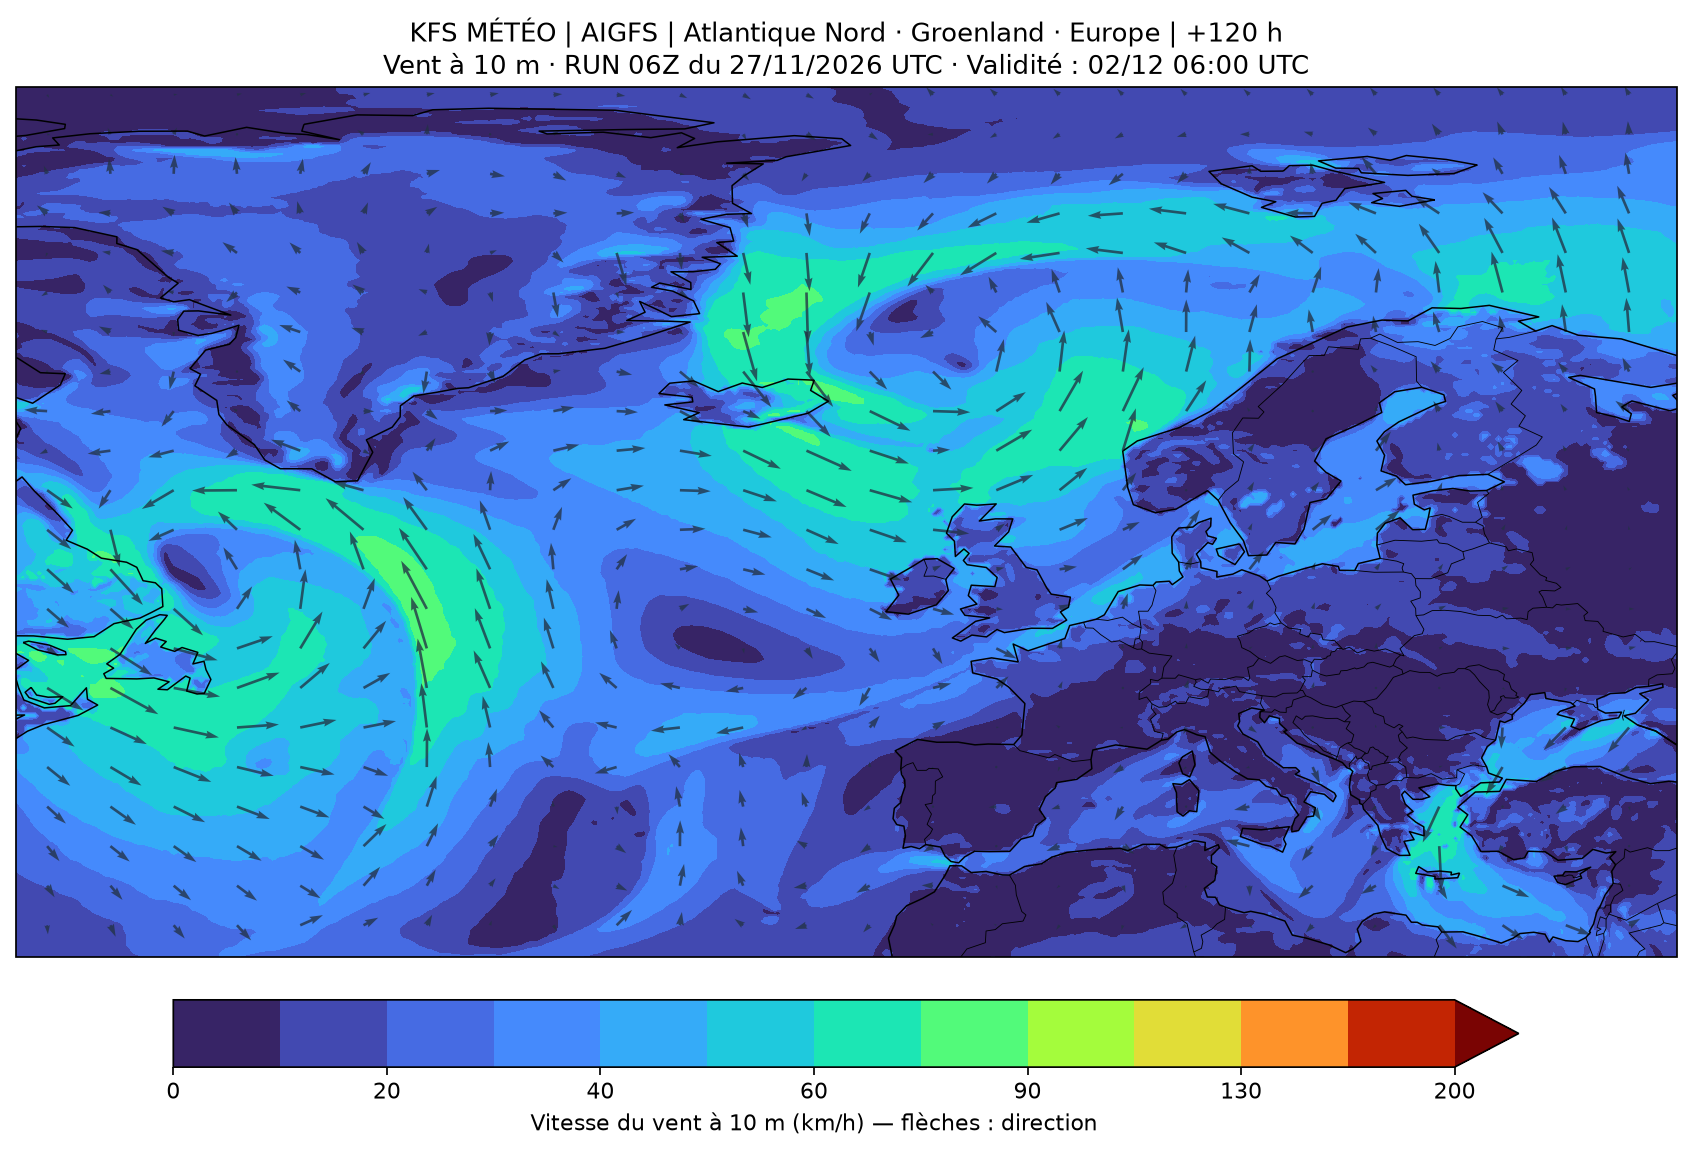 KFS MÉTÉO | AIGFS | Atlantique Nord · Groenland · Europe | +120 h
Vent à 10 m · RUN 06Z du 27/11/2026 UTC · Validité : 02/12 06:00 UTC
0 20 40 60 90 130 200
Vitesse du vent à 10 m (km/h) — flèches : direction